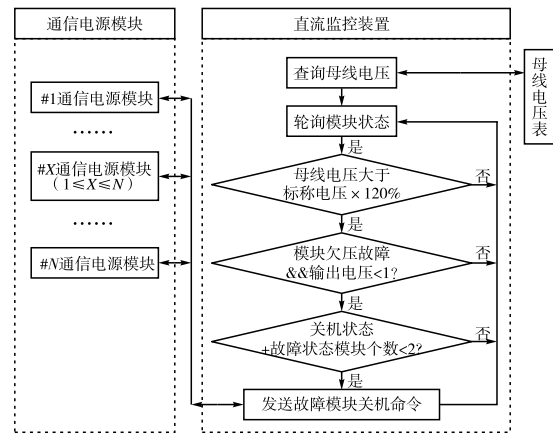 通信电源模块
直流监控装置
#1通信电源模块
……
#X通信电源模块
(1≤X≤N)
……
#N通信电源模块
查询母线电压
母线电压表
轮询模块状态
是
母线电压大于
标称电压×120%
否
是
模块欠压故障
&&输出电压<1?
否
是
关机状态
+故障状态模块个数<2?
否
是
发送故障模块关机命令